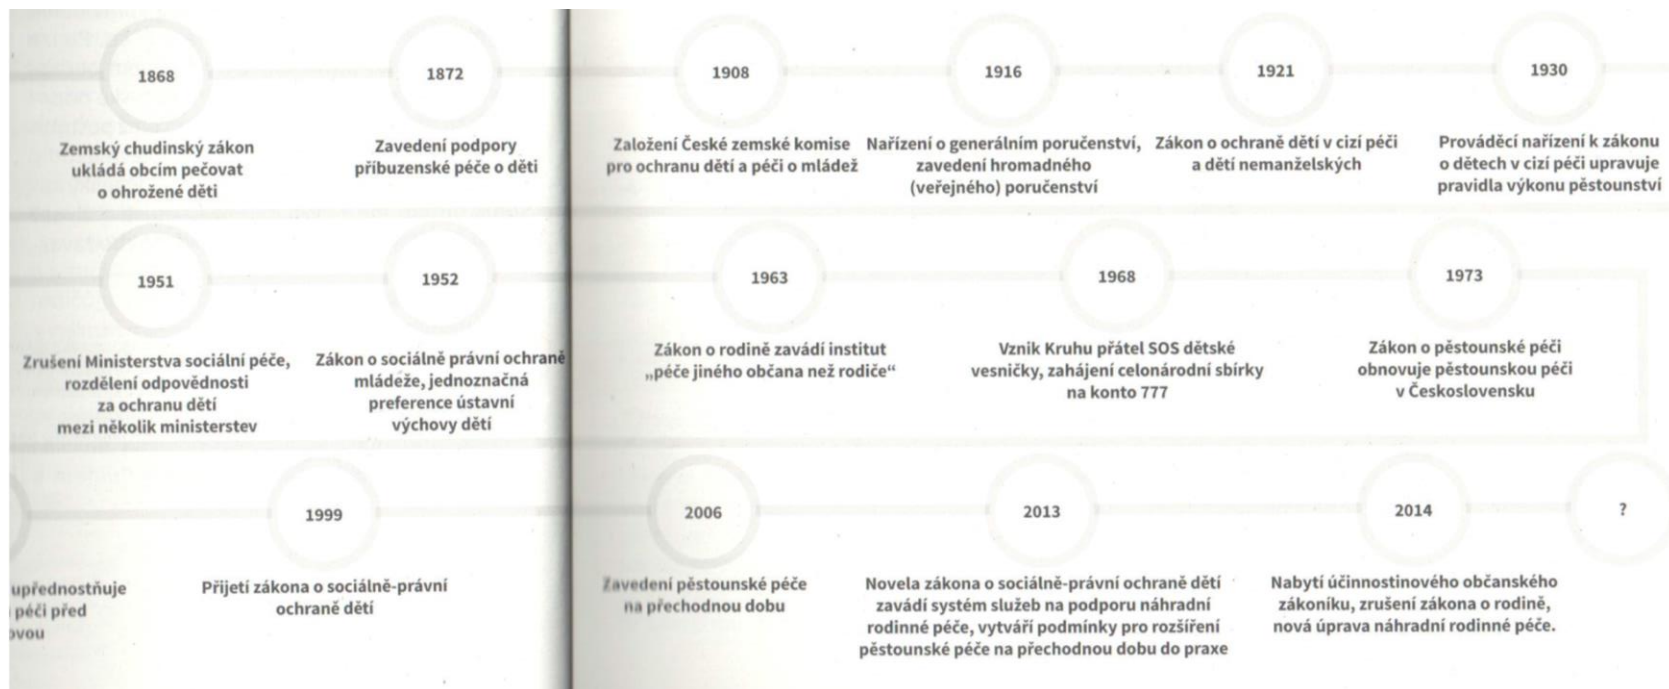 1868
Zemský chudinský zákon
ukládá obcím pečovat
o ohrožené děti
1872
Zavedení podpory
příbuzenské péče o děti
1908
Založení České zemské komise
pro ochranu dětí a péči o mládež
1916
Nařízení o generálním poručenství,
zavedení hromadného
(veřejného) poručenství
1921
Zákon o ochraně dětí v cizí péči
a dětí nemanželských
1930
Prováděcí nařízení k zákonu
o dětech v cizí péči upravuje
pravidla výkonu pěstounství
1951
Zrušení Ministerstva sociální péče,
rozdělení odpovědnosti
za ochranu dětí
mezi několik ministerstev
1952
Zákon o sociálně právní ochraně
mládeže, jednoznačná
preference ústavní
výchovy dětí
1963
Zákon o rodině zavádí institut
„péče jiného občana než rodiče“
1968
Vznik Kruhu přátel SOS dětské
vesničky, zahájení celonárodní sbírky
na konto 777
1973
Zákon o pěstounské péči
obnovuje pěstounskou péči
v Československu
upřednostňuje
péči před
1999
Přijetí zákona o sociálně-právní
ochraně dětí
2006
Zavedení pěstounské péče
na přechodnou dobu
2013
Novela zákona o sociálně-právní ochraně dětí
zavádí systém služeb na podporu náhradní
rodinné péče, vytváří podmínky pro rozšíření
pěstounské péče na přechodnou dobu do praxe
2014
Nabytí účinnostinového občanského
zákoníku, zrušení zákona o rodině,
nová úprava náhradní rodinné péče.
?